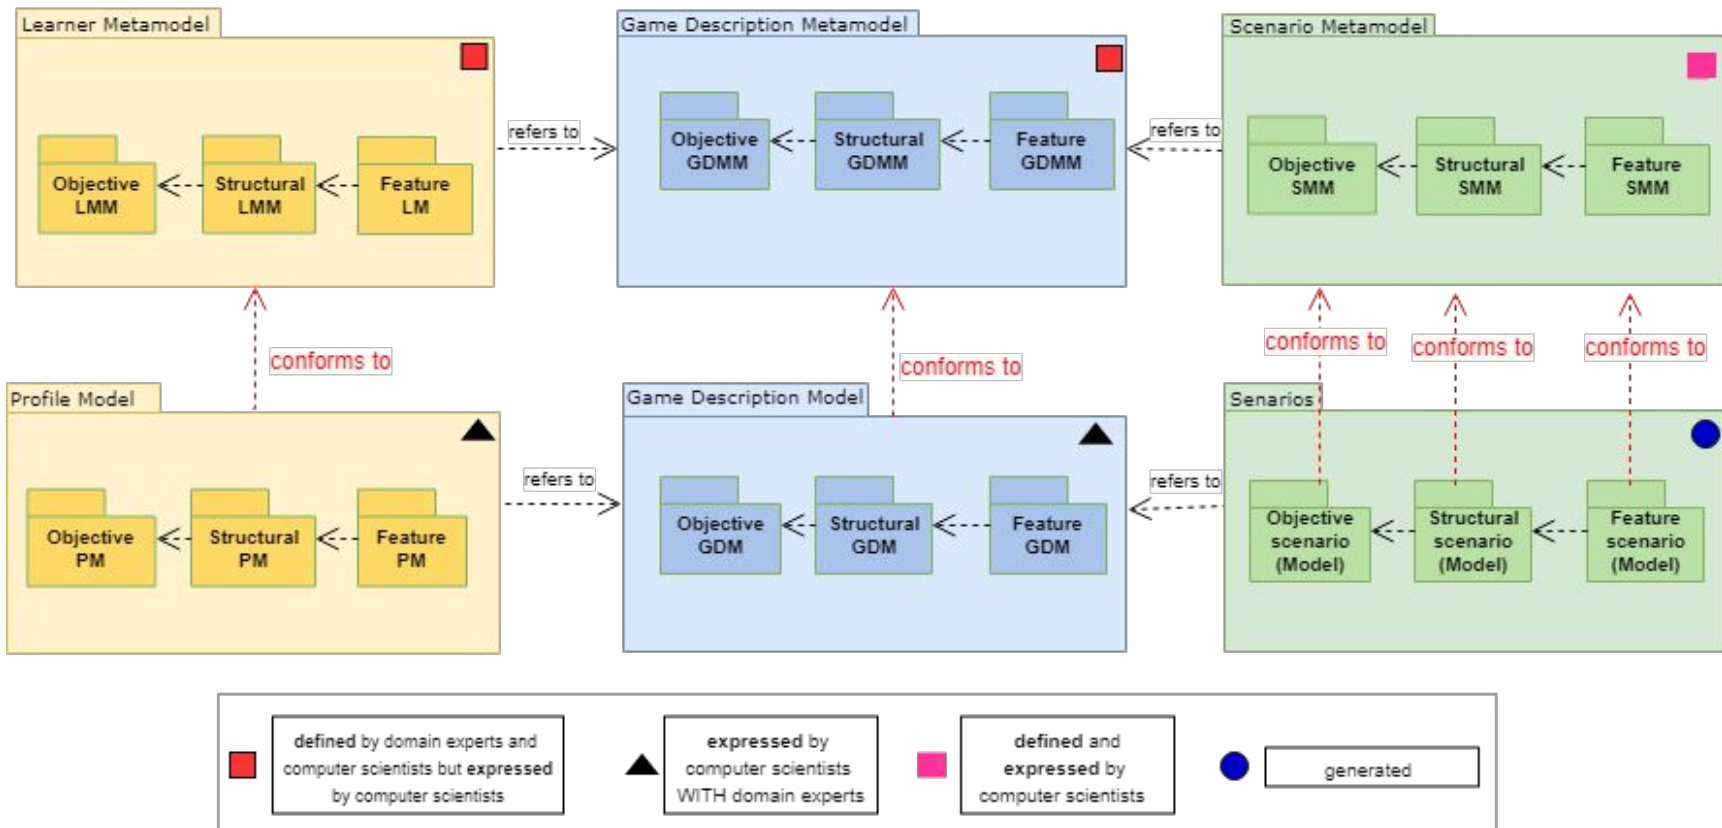 Learner Metamodel
Game Description Metamodel
Scenario Metamodel
Objective
LMM
Structural
LMM
Feature
LM
refers to
Objective
GDMM
Structural
GDMM
Feature
GDMM
refers to
Objective
SMM
Structural
SMM
Feature
SMM
conforms to
conforms to
conforms to
conforms to
conforms to
Profile Model
Game Description Model
Senarios
Objective
PM
Structural
PM
Feature
PM
refers to
Objective
GDM
Structural
GDM
Feature
GDM
refers to
Objective
scenario
(Model)
Structural
scenario
(Model)
Feature
scenario
(Model)
defined by domain experts and
computer scientists but expressed
by computer scientists
expressed by
computer scientists
WITH domain experts
defined and
expressed by
computer scientists
generated